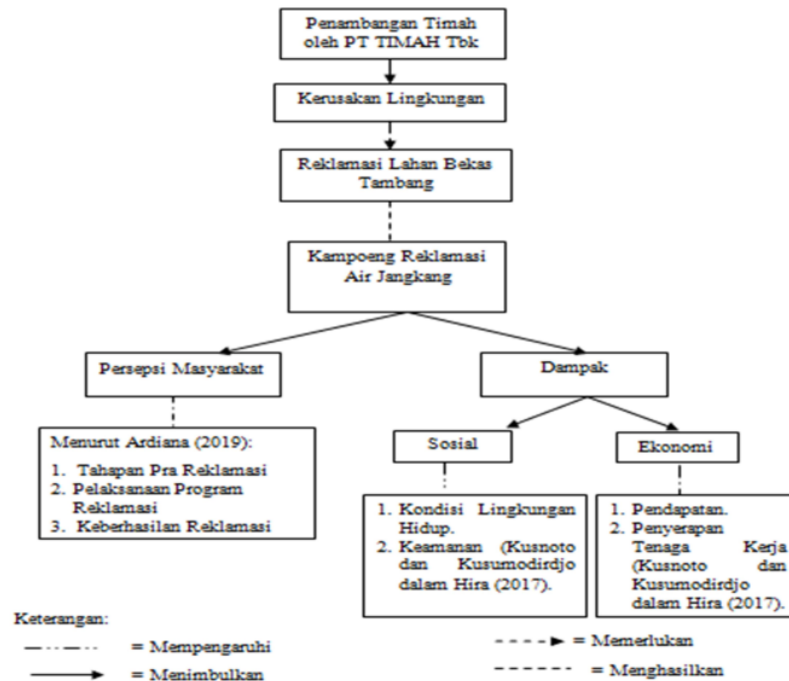 Penambangan Timah
oleh PT TIMAH Tbk
Kerusakan Lingkungan
Reklamasi Lahan Bekas
Tambang
Kampoeng Reklamasi
Air Jangkang
Persepsi Masyarakat
Dampak
Menurut Ardiana (2019):
1. Tahapan Pra Reklamasi
2. Pelaksanaan Program
Reklamasi
3. Keberhasilan Reklamasi
Sosial
Ekonomi
1. Kondisi Lingkungan
Hidup.
2. Keamanan (Kusnoto
dan Kusumodirdjo
dalam Hira (2017).
1. Pendapatan.
2. Penyerapan
Tenaga Kerja
(Kusnoto dan
Kusumodirdjo
dalam Hira (2017).
Keterangan:
= Mempengaruhi
= Menimbulkan
= Memerlukan
= Menghasilkan